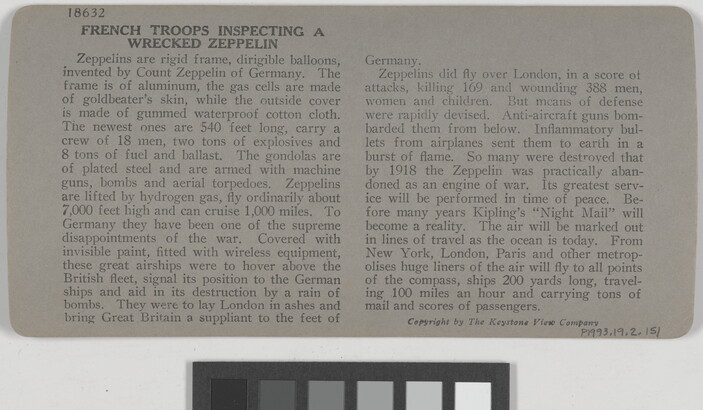 18632
FRENCH TROOPS INSPECTING A
WRECKED ZEPPELIN
Zeppelins are rigid frame, dirigible balloons,
invented by Count Zeppelin of Germany. The
frame is of aluminum, the gas cells are made
of goldbeater's skin, while the outside cover
is made of gummed waterproof cotton cloth.
The newest ones are 540 feet long, carry a
crew of 18 men, two tons of explosives and
8 tons of fuel and ballast. The gondolas are
of plated steel and are armed with machine
guns, bombs and aerial torpedoes. Zeppelins
are lifted by hydrogen gas, fly ordinarily about
7,000 feet high and can cruise 1,000 miles. To
Germany they have been one of the supreme
disappointments of the war. Covered with
invisible paint, fitted with wireless equipment,
these great airships were to hover above the
British fleet, signal its position to the German
ships and aid in its destruction by a rain of
bombs. They were to lay London in ashes and
bring Great Britain a suppliant to the feet of
Germany.
Zeppelins did fly over London, in a score of
attacks, killing 169 and wounding 388 men,
women and children. But means of defense
were rapidly devised. Anti-aircraft guns bom-
barded them from below. Inflammatory bul-
lets from airplanes sent them to earth in a
burst of flame. So many were destroyed that
by 1918 the Zeppelin was practically aban-
doned as an engine of war. Its greatest serv-
ice will be performed in time of peace. Be-
fore many years Kipling's "Night Mail" will
become a reality. The air will be marked out
in lines of travel as the ocean is today. From
New York, London, Paris and other metrop-
olises huge liners of the air will fly to all points
of the compass, ships 200 yards long, travel-
ing 100 miles an hour and carrying tons of
mail and scores of passengers.
Copyright by The Keystone View Company
P1993.19.2.151